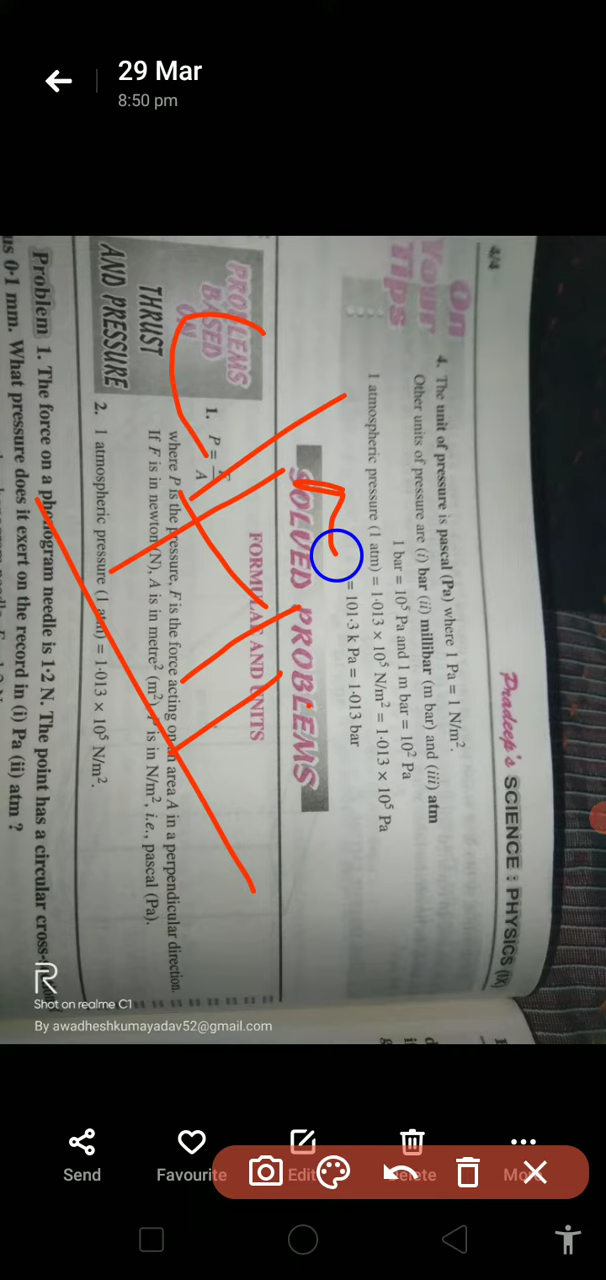 29 Mar
8:50 pm
4/4
Pradeep's SCIENCE : PHYSICS (IX)
On
Your
Tips
4. The unit of pressure is pascal (Pa) where 1 Pa = 1 N/m².
Other units of pressure are (i) bar (ii) millibar (m bar) and (iii) atm
1 bar = 10⁵ Pa and 1 m bar = 10² Pa
1 atmospheric pressure (1 atm) = 1·013 × 10⁵ N/m² = 1·013 × 10⁵ Pa
= 101·3 k Pa = 1·013 bar
SOLVED PROBLEMS
PROBLEMS
BASED
ON
THRUST
AND PRESSURE
FORMULAE AND UNITS
1. P = F/A
where P is the pressure, F is the force acting on an area A in a perpendicular direction.
If F is in newton (N), A is in metre² (m²), P is in N/m², i.e., pascal (Pa).
2. 1 atmospheric pressure (1 atm) = 1·013 × 10⁵ N/m².
Problem 1. The force on a phonogram needle is 1·2 N. The point has a circular cross-
us 0·1 mm. What pressure does it exert on the record in (i) Pa (ii) atm ?
R
Shot on realme C1
By awadheshkumayadav52@gmail.com
Send
Favourite
Edit
Delete
More